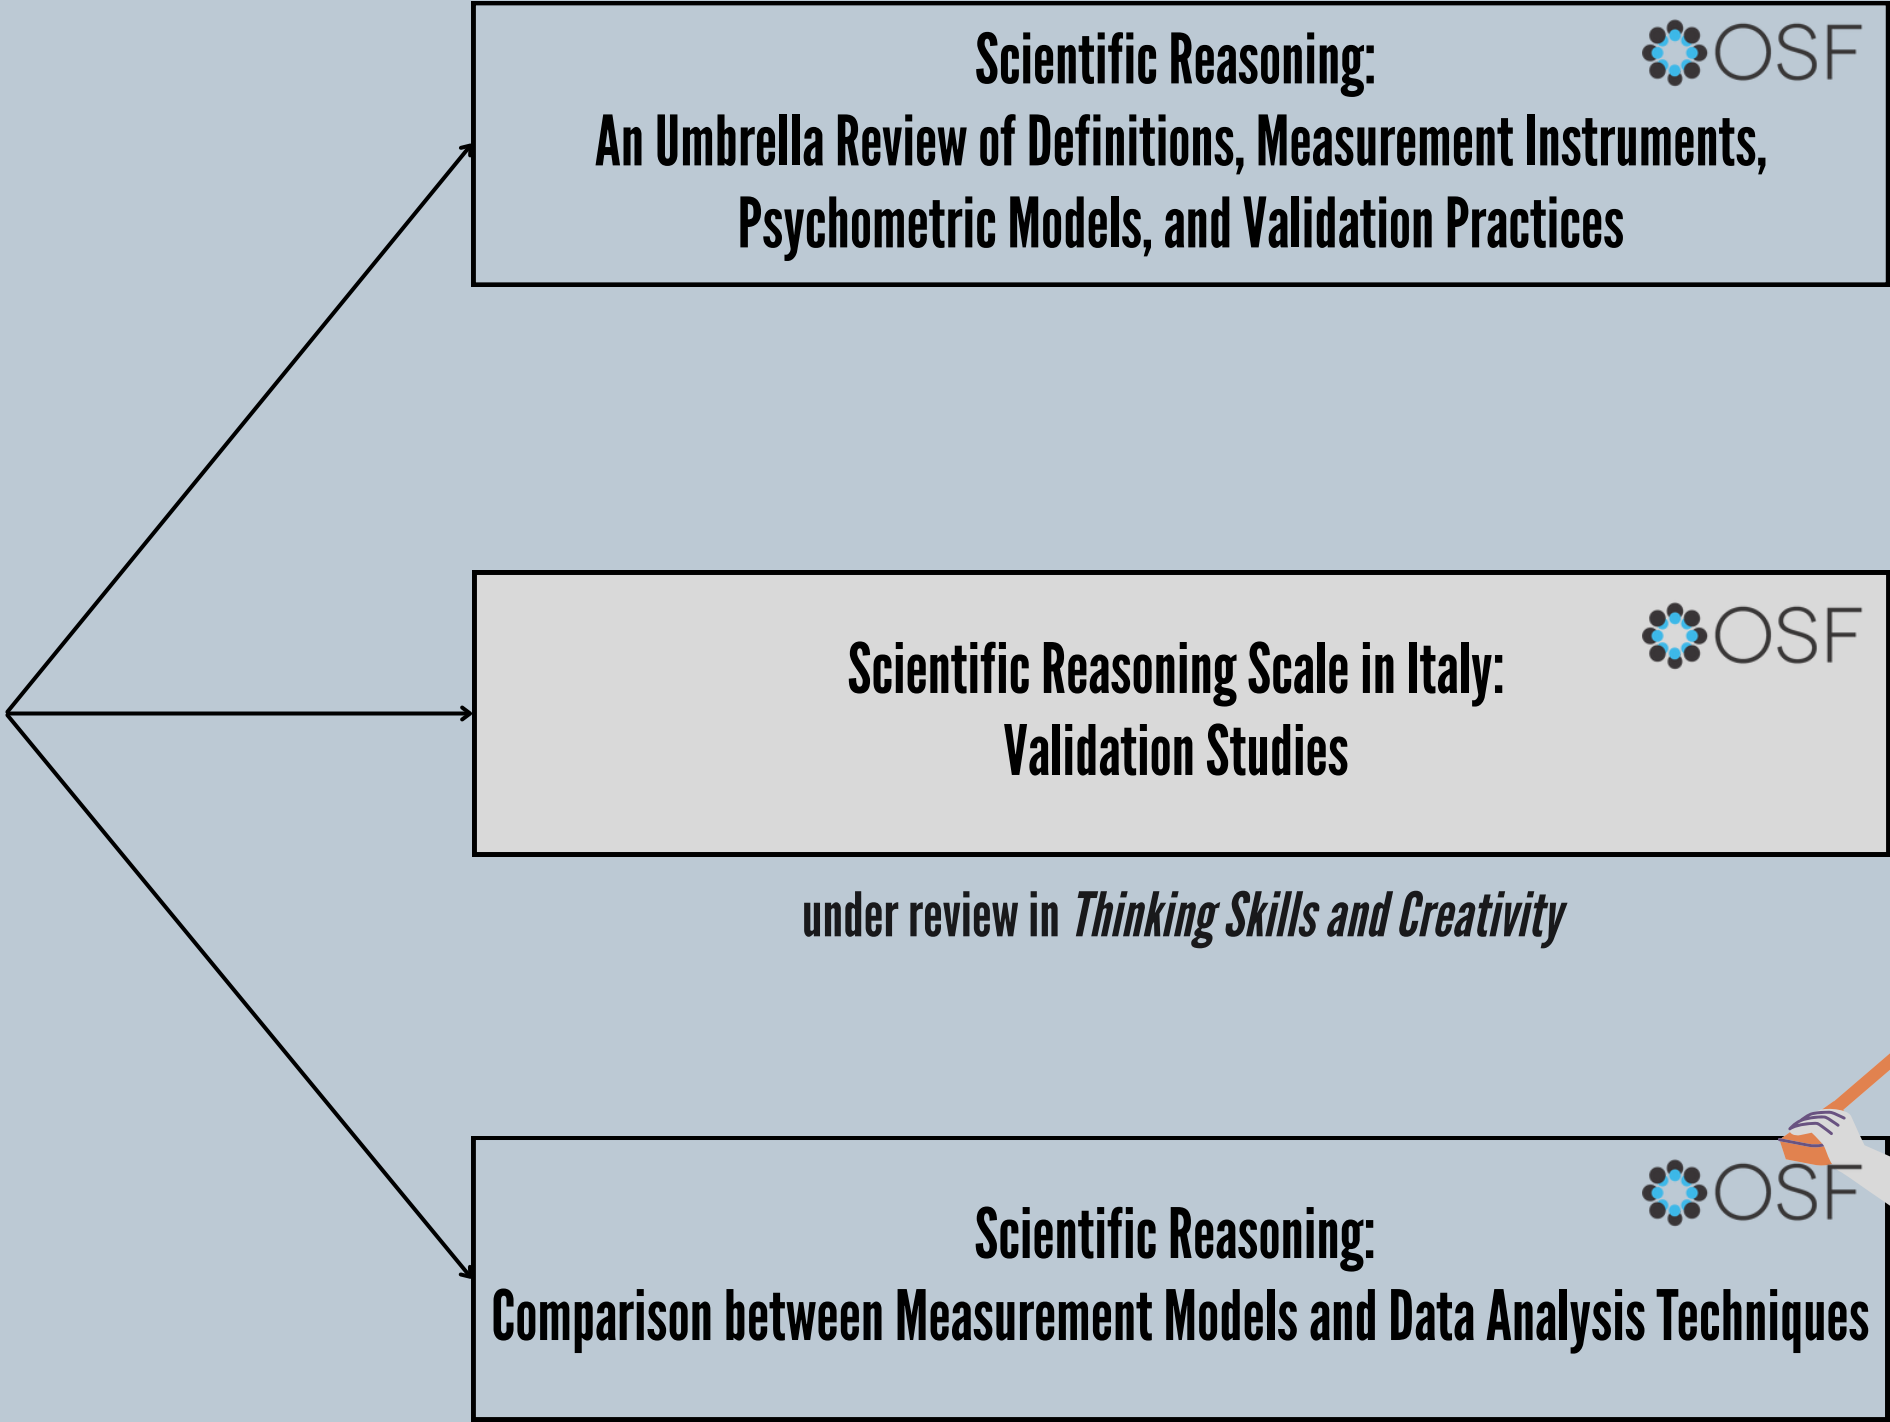 OSF
Scientific Reasoning:
An Umbrella Review of Definitions, Measurement Instruments,
Psychometric Models, and Validation Practices
OSF
Scientific Reasoning Scale in Italy:
Validation Studies
under review in Thinking Skills and Creativity
OSF
Scientific Reasoning:
Comparison between Measurement Models and Data Analysis Techniques